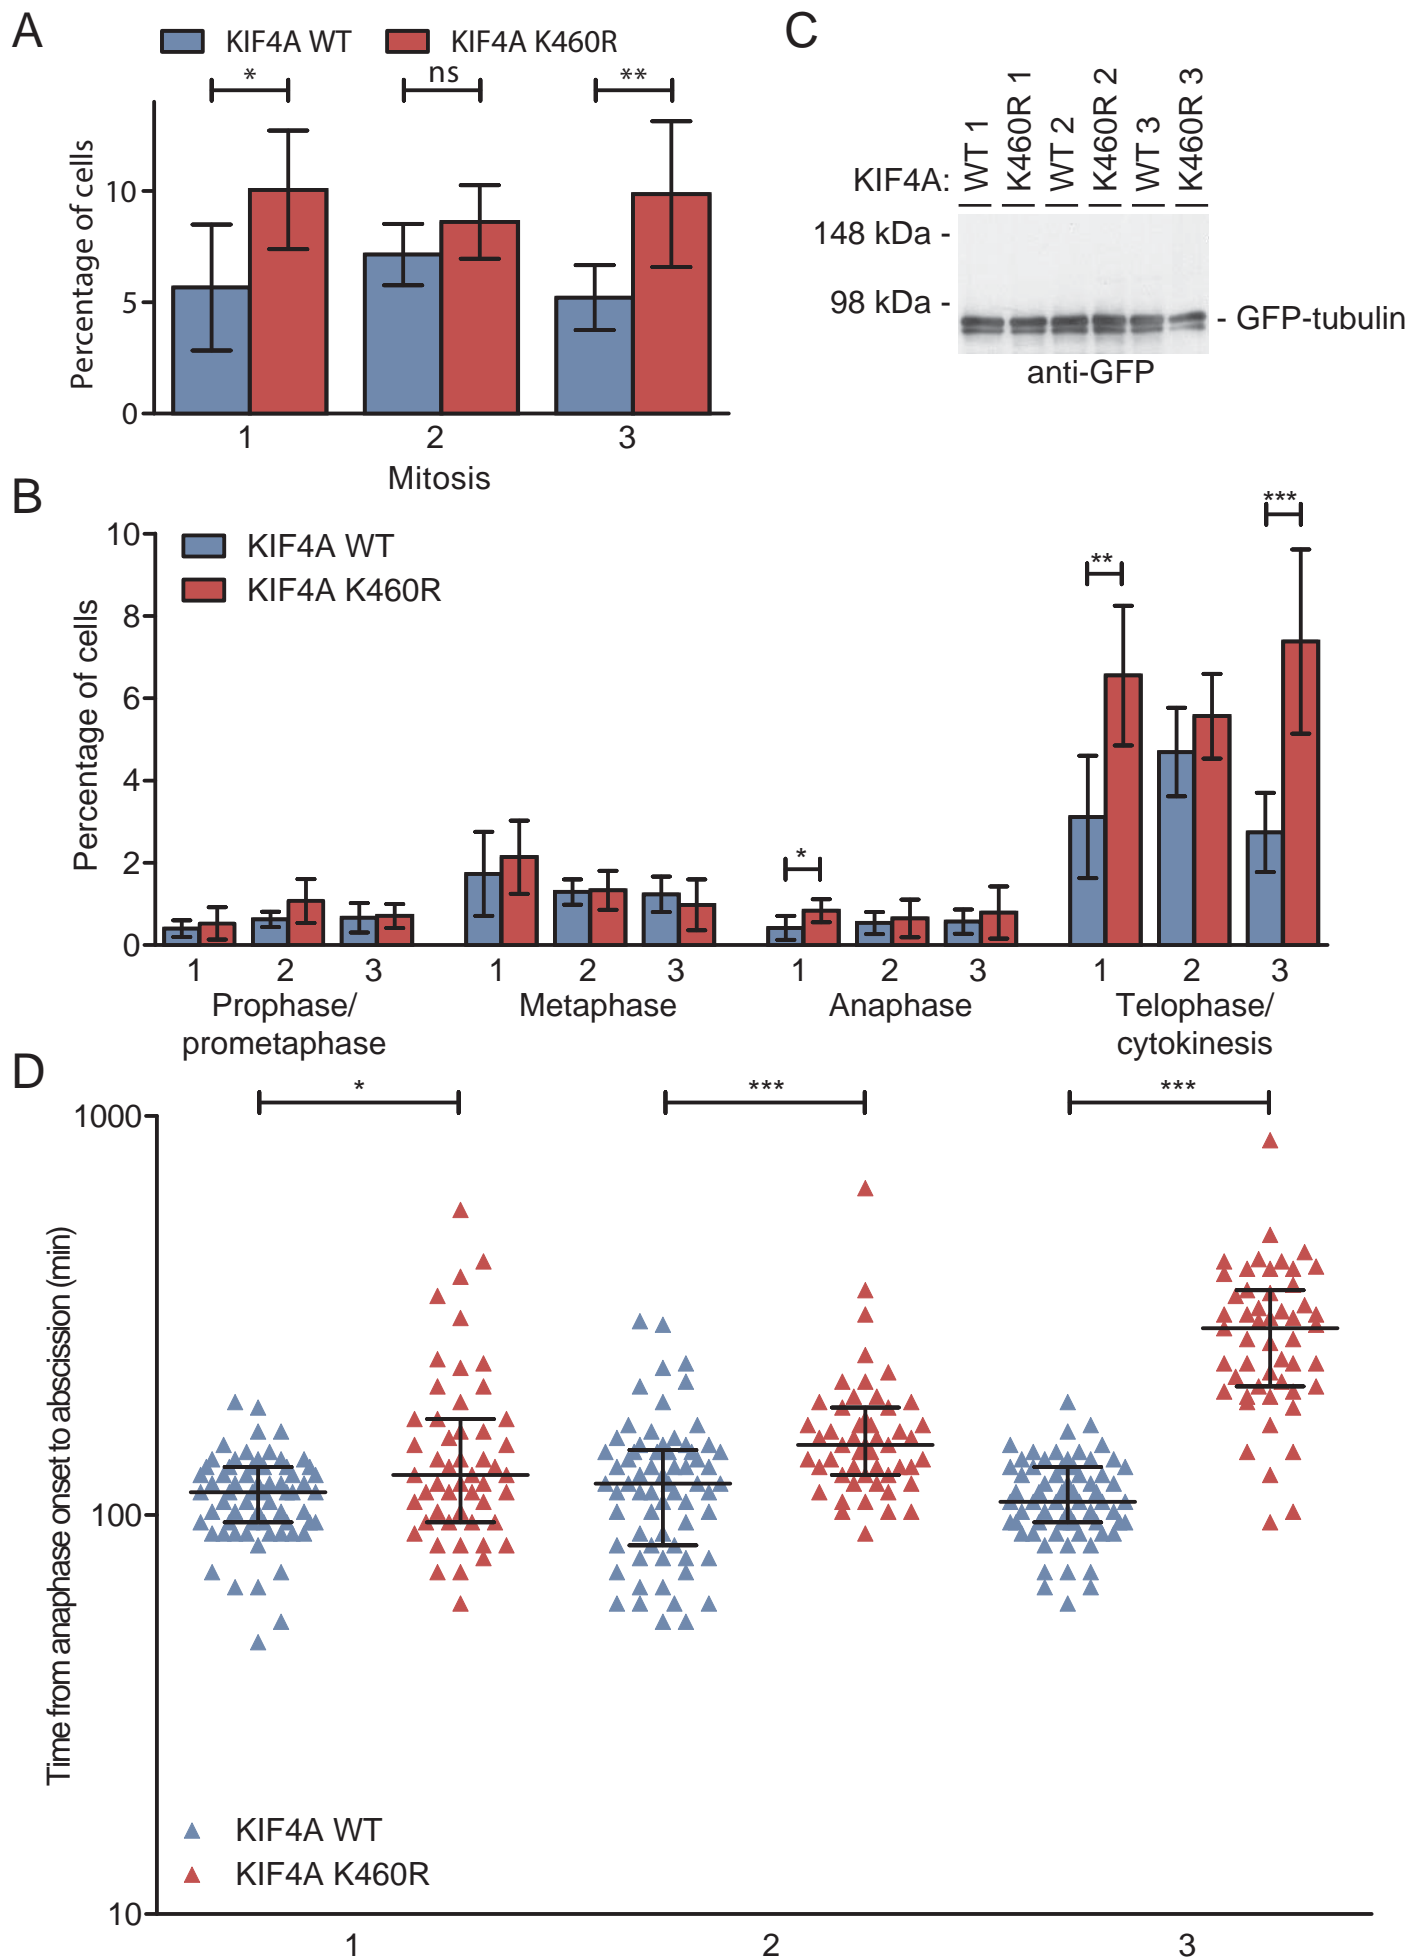 A
KIF4A WT
KIF4A K460R
*
ns
**
Percentage of cells
10
5
0
1
2
3
Mitosis
C
KIF4A:
WT 1
K460R 1
WT 2
K460R 2
WT 3
K460R 3
148 kDa -
98 kDa -
- GFP-tubulin
anti-GFP
B
KIF4A WT
KIF4A K460R
Percentage of cells
10
8
6
4
2
0
*
**
***
1 2 3
1 2 3
1 2 3
1 2 3
Prophase/
prometaphase
Metaphase
Anaphase
Telophase/
cytokinesis
D
*
***
***
Time from anaphase onset to abscission (min)
1000
100
10
KIF4A WT
KIF4A K460R
1
2
3